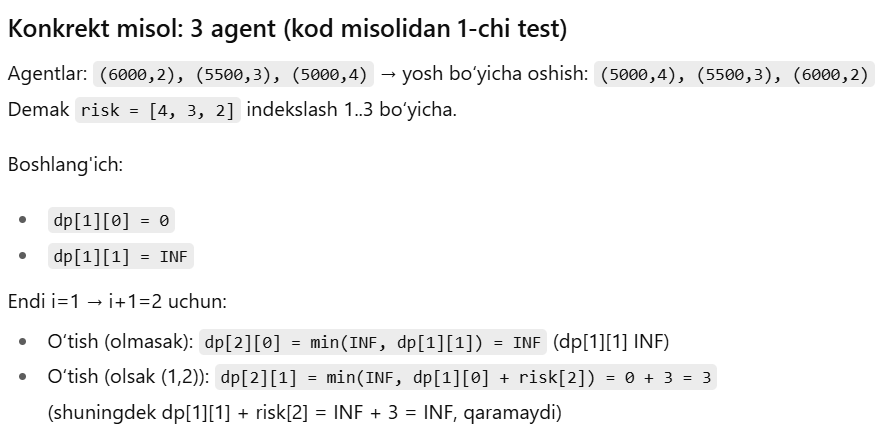 Konkrekt misol: 3 agent (kod misolidan 1-chi test)
Agentlar: (6000,2), (5500,3), (5000,4) → yosh bo‘yicha oshish: (5000,4), (5500,3), (6000,2)
Demak risk = [4, 3, 2] indekslash 1..3 bo‘yicha.
Boshlang'ich:
• dp[1][0] = 0
• dp[1][1] = INF
Endi i=1 → i+1=2 uchun:
• O‘tish (olmasak): dp[2][0] = min(INF, dp[1][1]) = INF (dp[1][1] INF)
• O‘tish (olsak (1,2)): dp[2][1] = min(INF, dp[1][0] + risk[2]) = 0 + 3 = 3
(shuningdek dp[1][1] + risk[2] = INF + 3 = INF, qaramaydi)